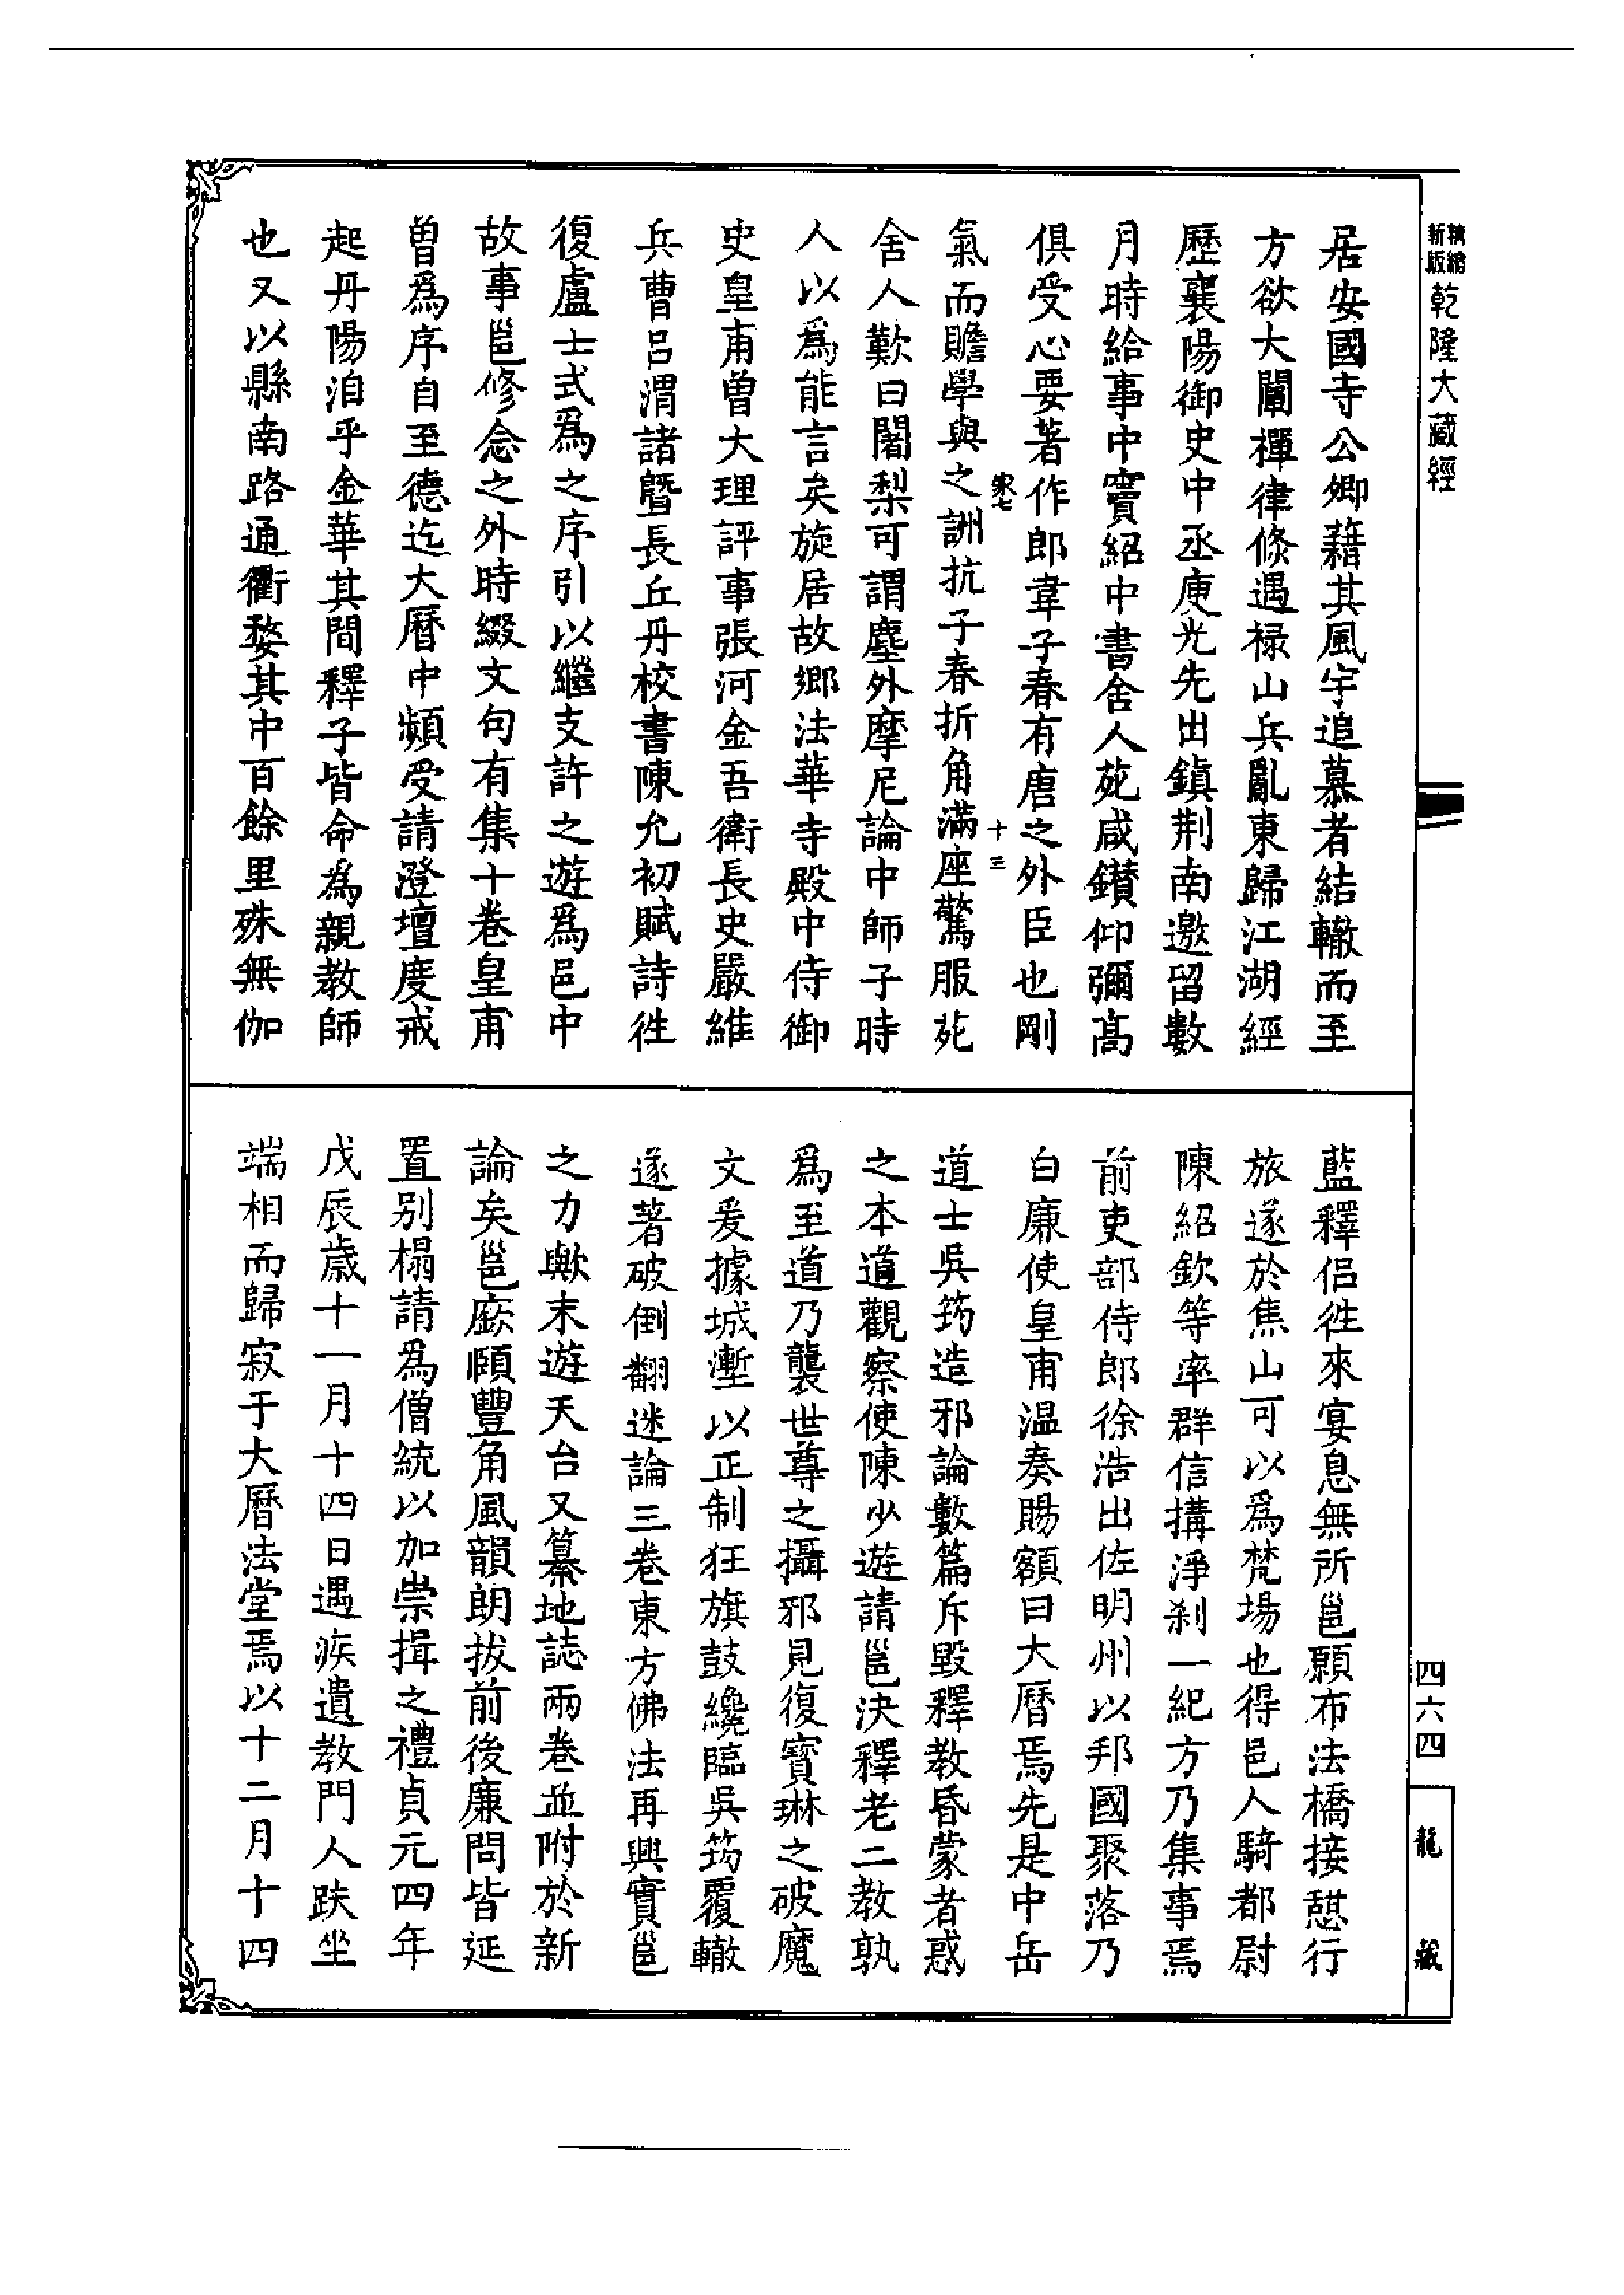 精縮
新版
乾隆大藏經
居安國寺公卿藉其風宇追慕者結轍而至
方欲大闡禪律倏遇祿山兵亂東歸江湖經
歷襄陽御史中丞庾光先出鎮荆南邀留數
月時給事中竇紹中書舍人苑咸鑽仰彌高
俱受心要著作郎韋子春有唐之外臣也剛
家七 十三
氣而贍學與之詶抗子春折角滿座驚服苑
舍人歎曰闍梨可謂塵外摩尼論中師子時
人以爲能言矣旋居故鄉法華寺殿中侍御
史皇甫曾大理評事張河金吾衛長史嚴維
兵曹呂渭諸暨長丘丹校書陳允初賦詩徃
復盧士式爲之序引以繼支許之遊爲邑中
故事邕修念之外時綴文句有集十卷皇甫
曾爲序自至德迄大曆中頻受請澄壇度戒
起丹陽洎乎金華其間釋子皆命為親教師
也又以縣南路通衢婺其中百餘里殊無伽
藍釋侣徃來宴息無所邕願布法橋接憇行
旅遂於焦山可以爲梵場也得邑人騎都尉
陳紹欽等率群信搆淨刹一紀方乃集事焉
前吏部侍郎徐浩出佐明州以邦國聚落乃
白廉使皇甫温奏賜額曰大曆焉先是中岳
道士吳筠造邪論數篇斥毀釋教昏蒙者惑
之本道觀察使陳少遊請邕決釋老二教孰
爲至道乃襲世尊之攝邪見復寳琳之破魔
文爰據城塹以正制狂旗鼓纔臨吳筠覆轍
遂著破倒翻迷論三卷東方佛法再興實邕
之力歟末遊天台又纂地誌兩卷並附於新
論矣邕厥頥豐角風韻朗拔前後廉問皆延
置别榻請爲僧統以加崇揖之禮貞元四年
戊辰歲十一月十四日遇疾遺教門人趺坐
端相而歸寂于大曆法堂焉以十二月十四
四六四
龍藏